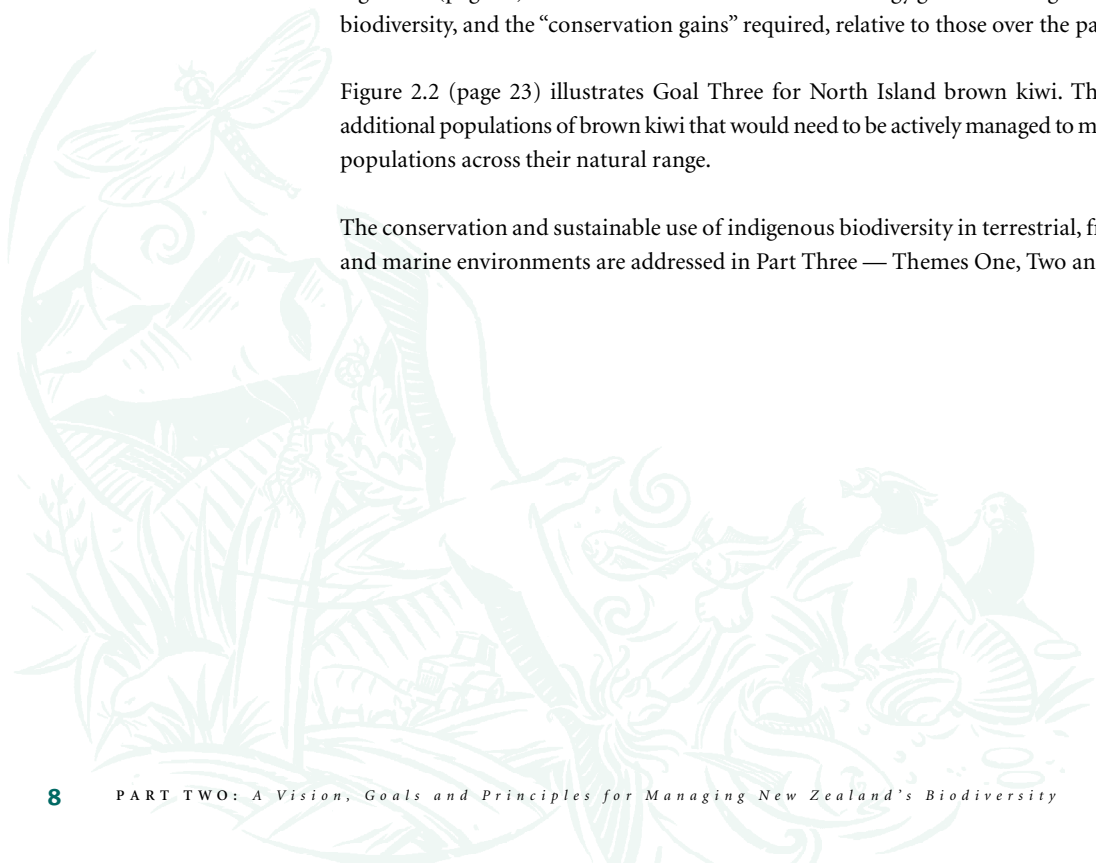 biodiversity, and the “conservation gains” required, relative to those over the pa
Figure 2.2 (page 23) illustrates Goal Three for North Island brown kiwi. Th
additional populations of brown kiwi that would need to be actively managed to m
populations across their natural range.
The conservation and sustainable use of indigenous biodiversity in terrestrial, f
and marine environments are addressed in Part Three — Themes One, Two an
8 PART TWO: A Vision, Goals and Principles for Managing New Zealand’s Biodiversity